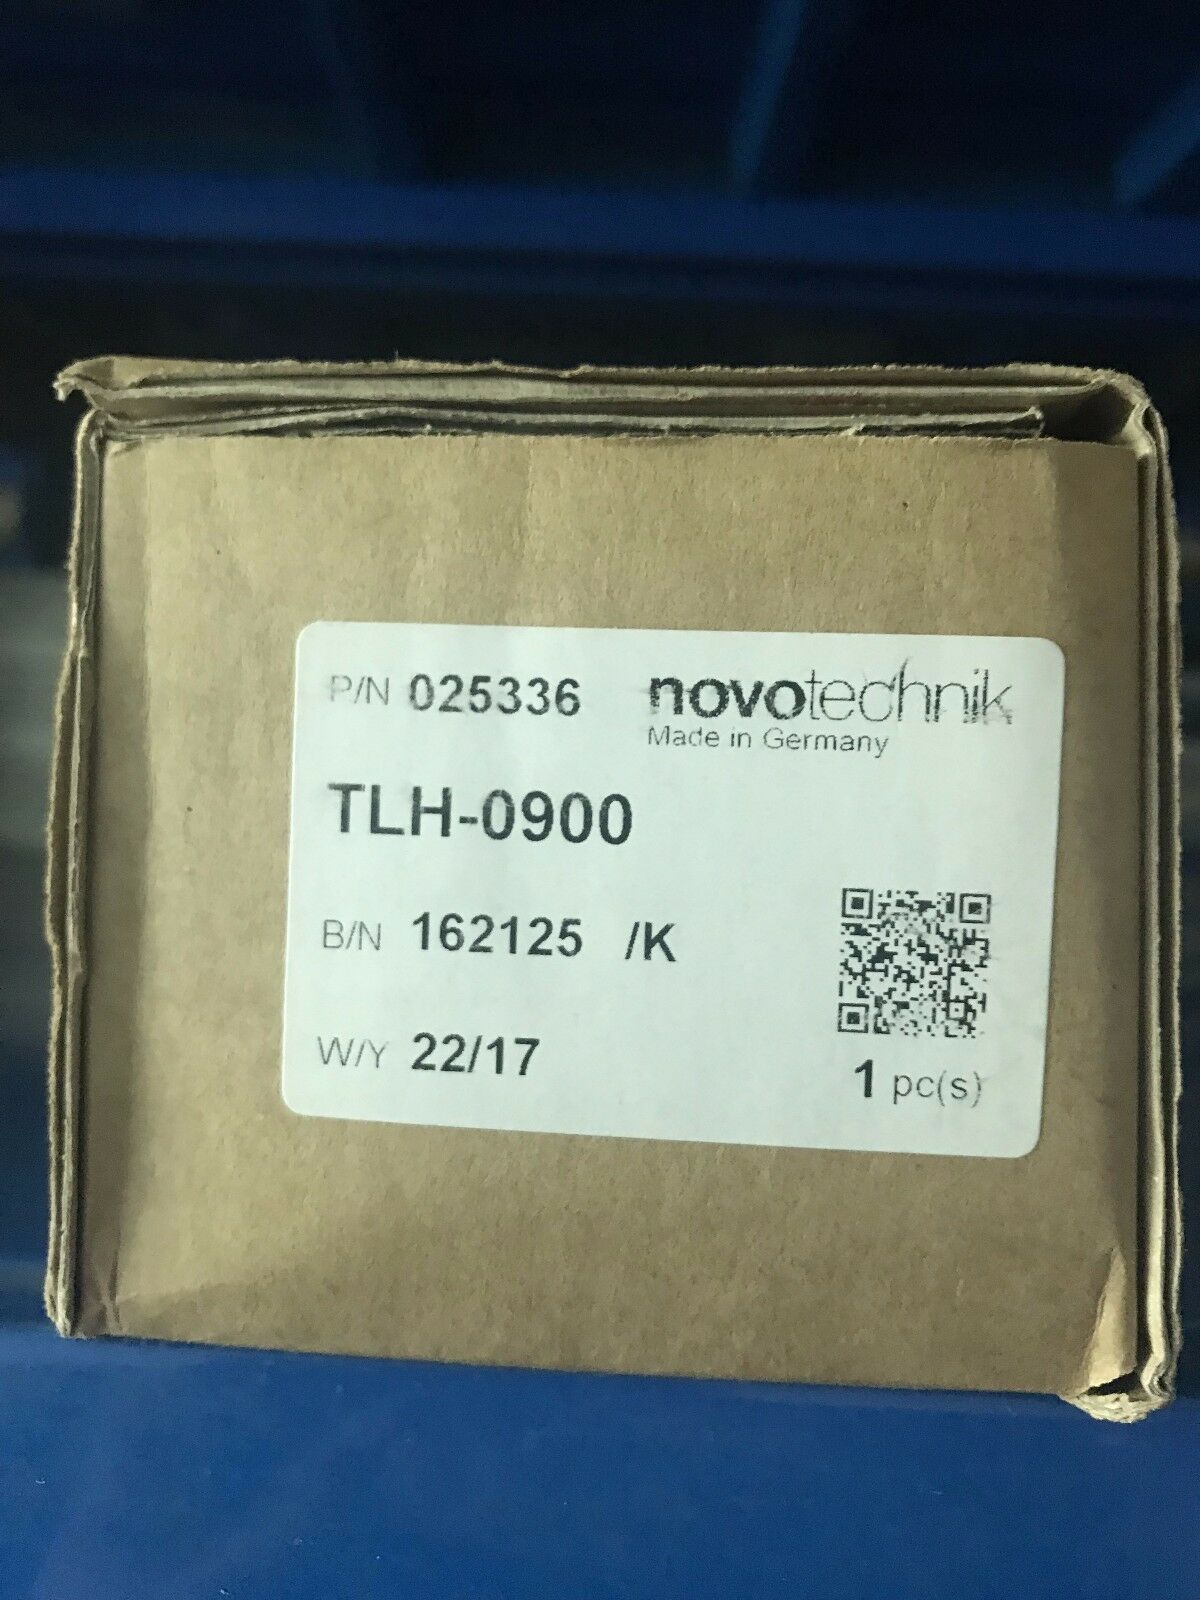 P/N 025336 novotechnik
Made in Germany
TLH-0900
B/N 162125 /K
W/Y 22/17
1 pc(s)